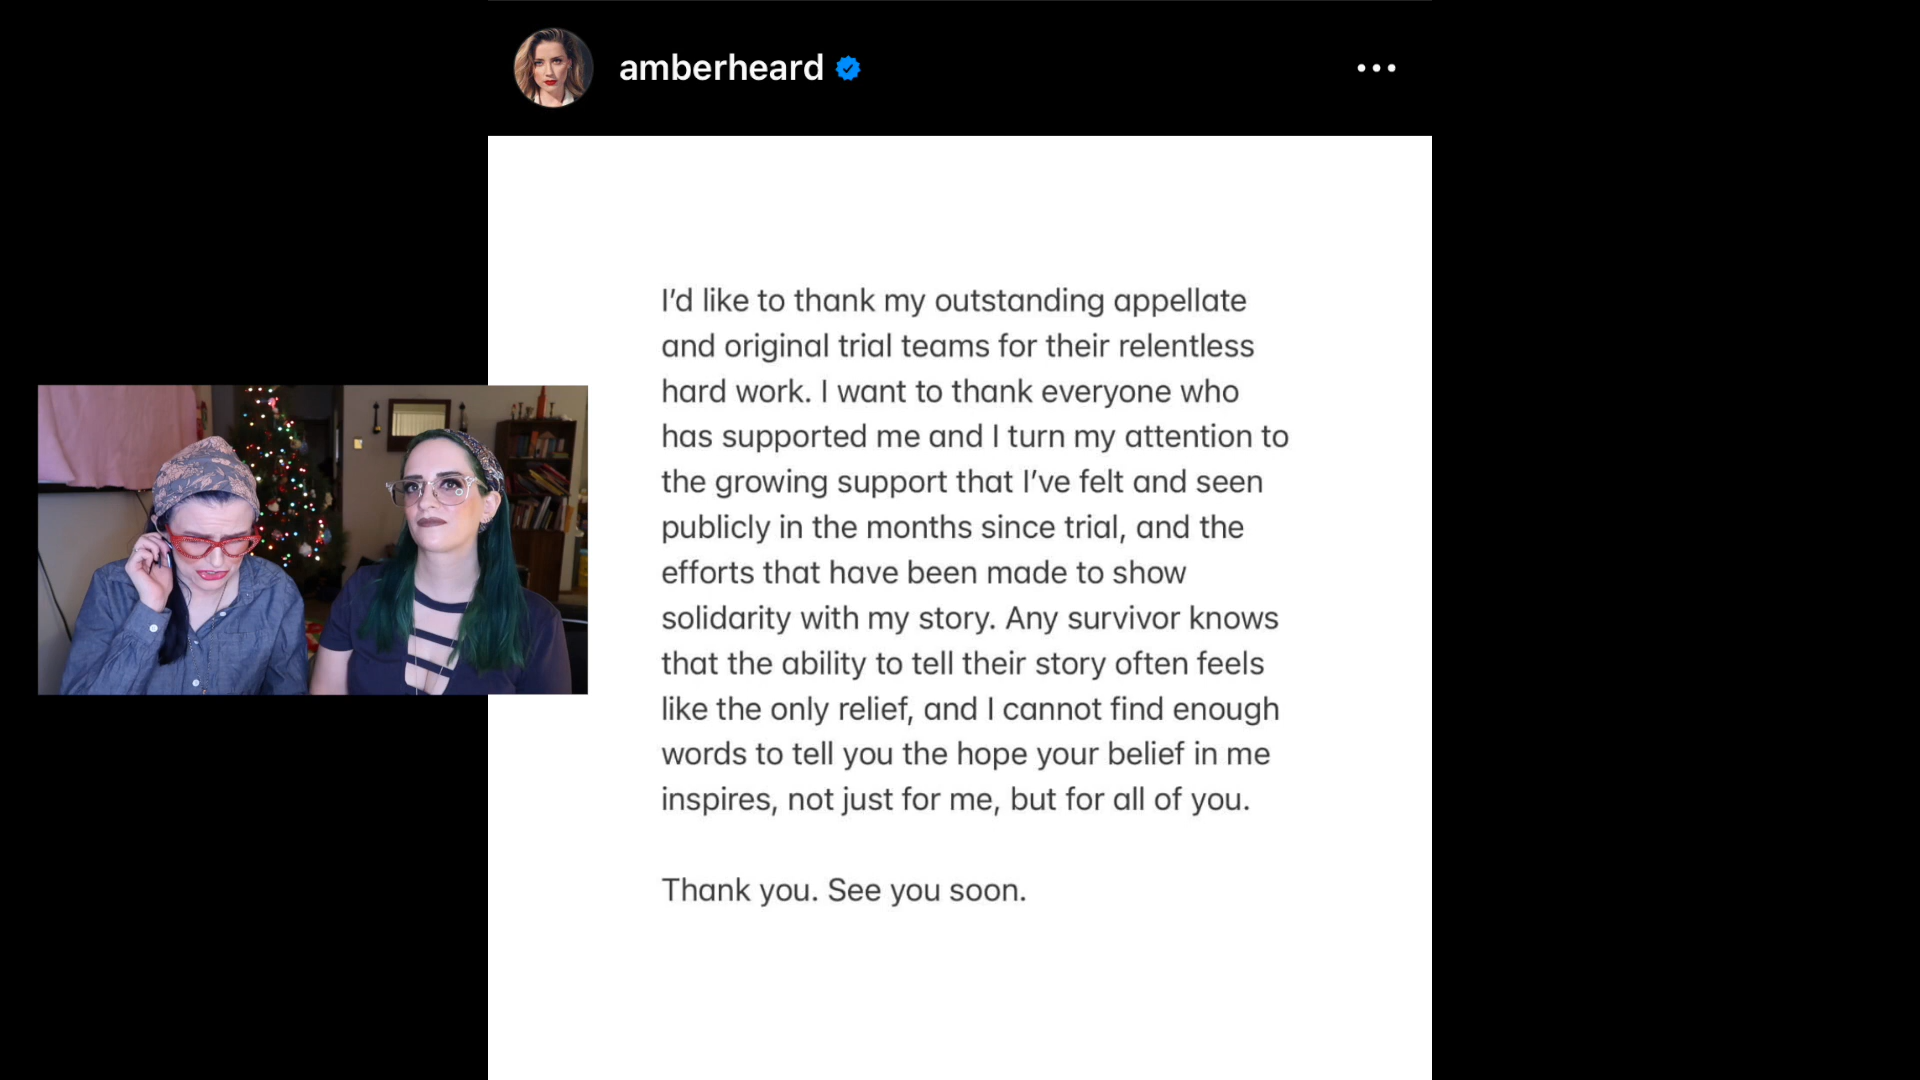 amberheard
I'd like to thank my outstanding appellate
and original trial teams for their relentless
hard work. I want to thank everyone who
has supported me and I turn my attention to
the growing support that I've felt and seen
publicly in the months since trial, and the
efforts that have been made to show
solidarity with my story. Any survivor knows
that the ability to tell their story often feels
like the only relief, and I cannot find enough
words to tell you the hope your belief in me
inspires, not just for me, but for all of you.
Thank you. See you soon.